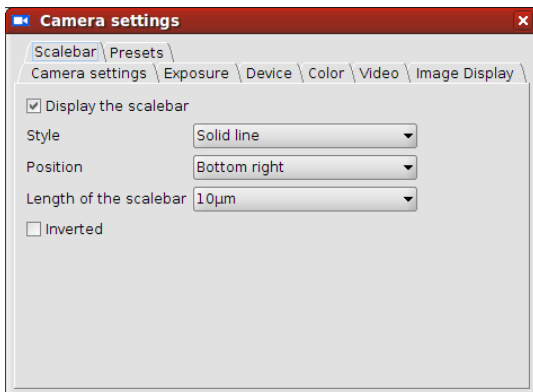 Camera settings
Scalebar Presets
Camera settings Exposure Device Color Video Image Display
Display the scalebar
Style Solid line
Position Bottom right
Length of the scalebar 10µm
Inverted